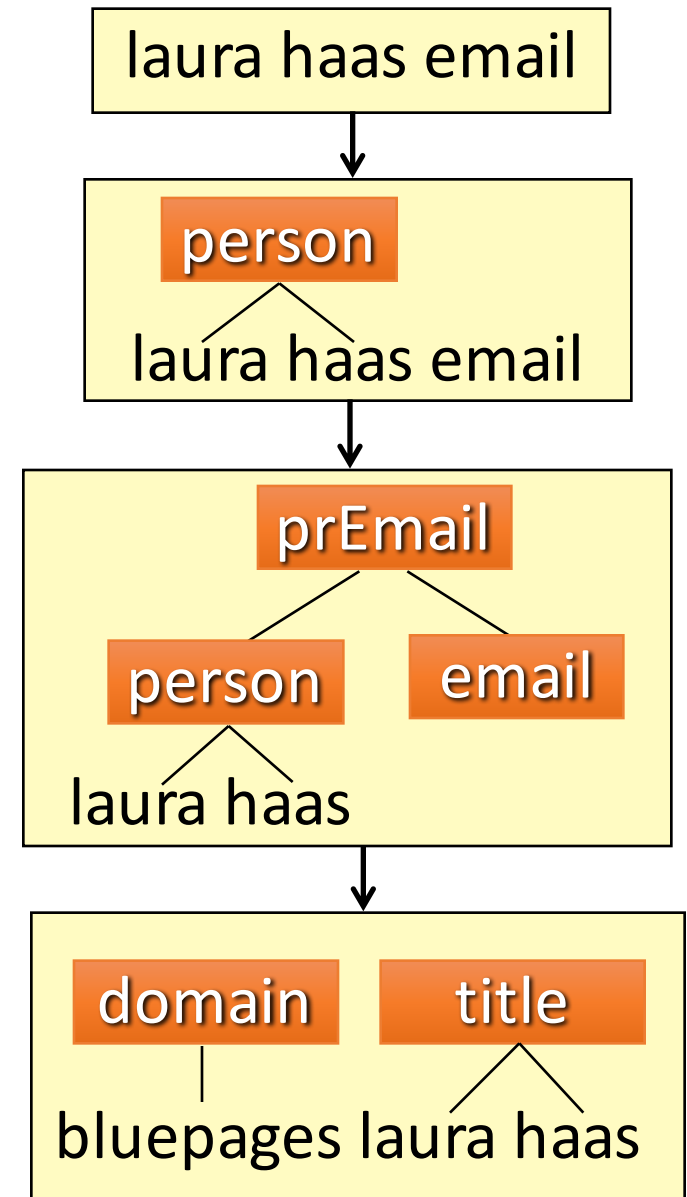 laura haas email
person
laura haas email
prEmail
person email
laura haas
domain title
bluepages laura haas